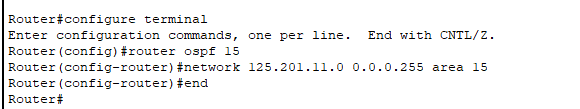 Router#configure terminal
Enter configuration commands, one per line.  End with CNTL/Z.
Router(config)#router ospf 15
Router(config-router)#network 125.201.11.0 0.0.0.255 area 15
Router(config-router)#end
Router#